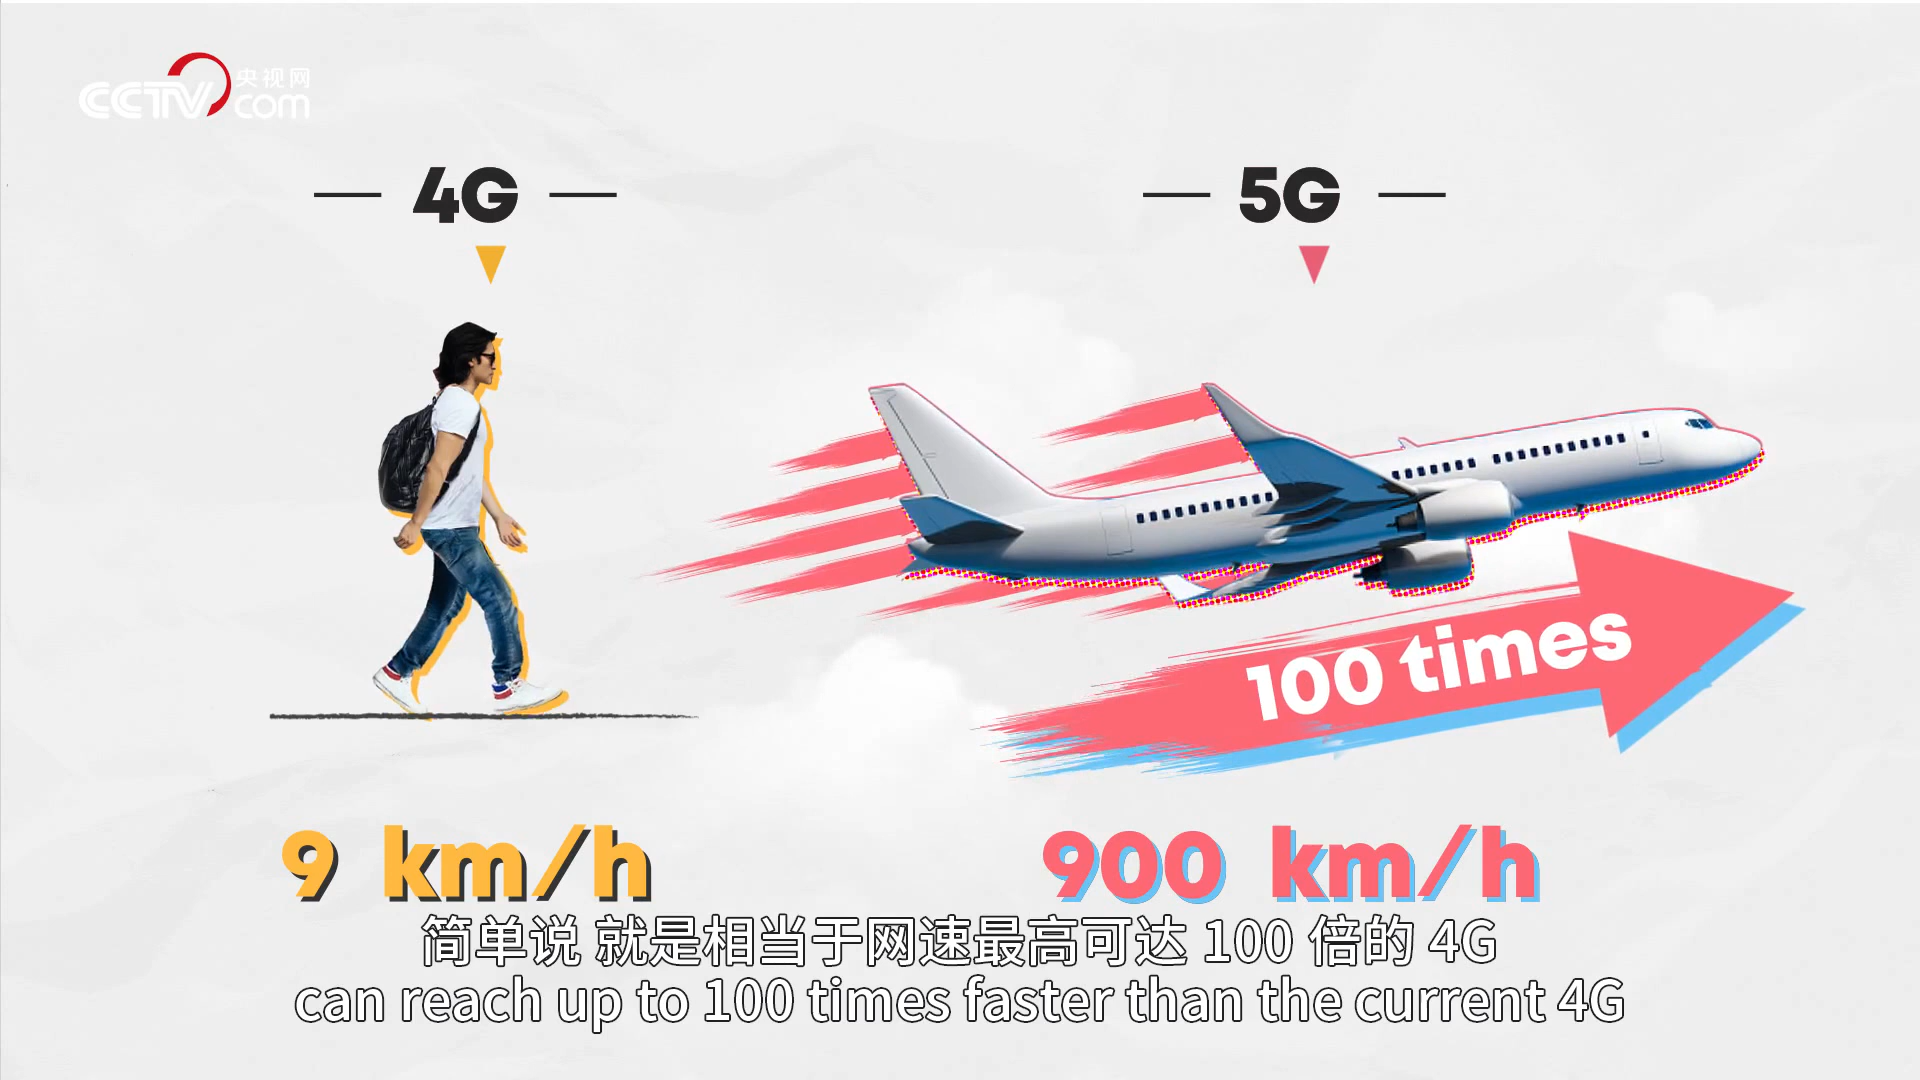 CCTV 央视网
com
4G
5G
100 times
9 km/h
900 km/h
简单说 就是相当于网速最高可达 100 倍的 4G
can reach up to 100 times faster than the current 4G